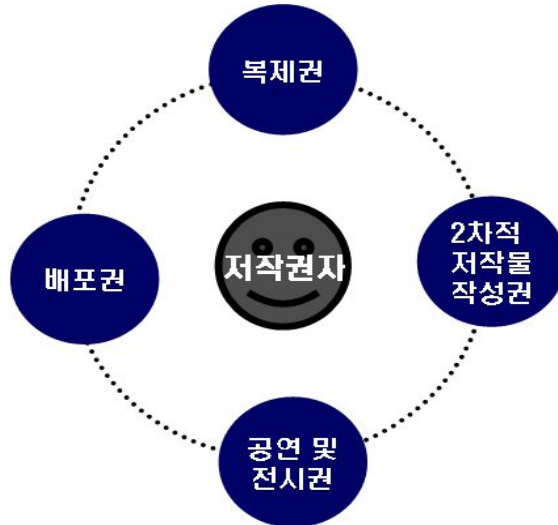 복제권
배포권
저작권자
2차적
저작물
작성권
공연 및
전시권